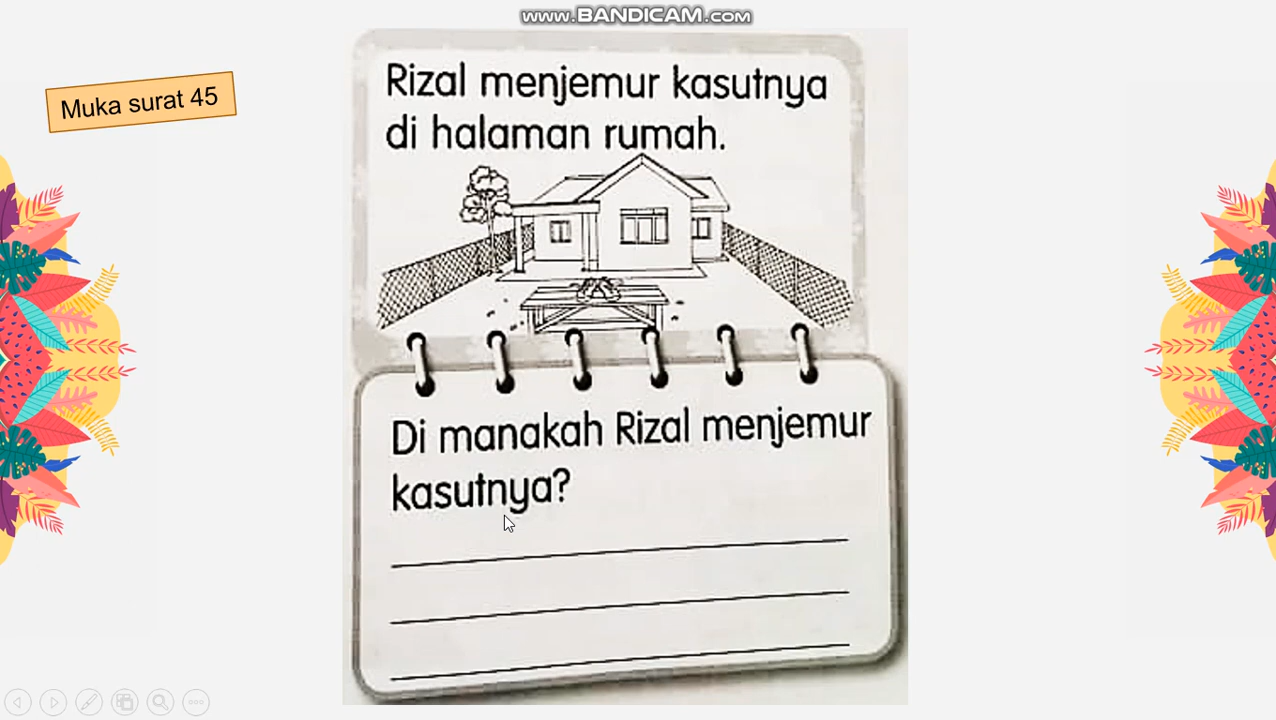 www.BANDICAM.com
Muka surat 45
Rizal menjemur kasutnya
di halaman rumah.
Di manakah Rizal menjemur
kasutnya?